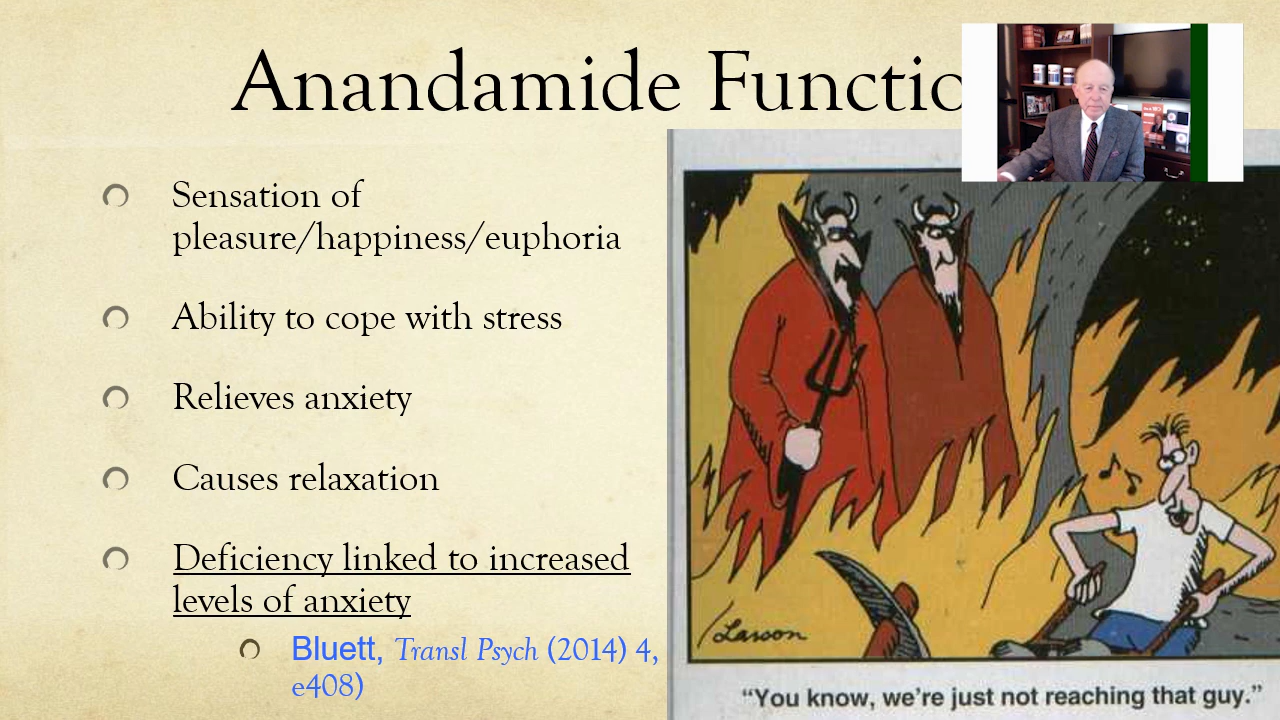 Anandamide Functio
Sensation of
pleasure/happiness/euphoria
Ability to cope with stress
Relieves anxiety
Causes relaxation
Deficiency linked to increased
levels of anxiety
Bluett, Transl Psych (2014) 4,
e408)
Larson
“You know, we’re just not reaching that guy.”